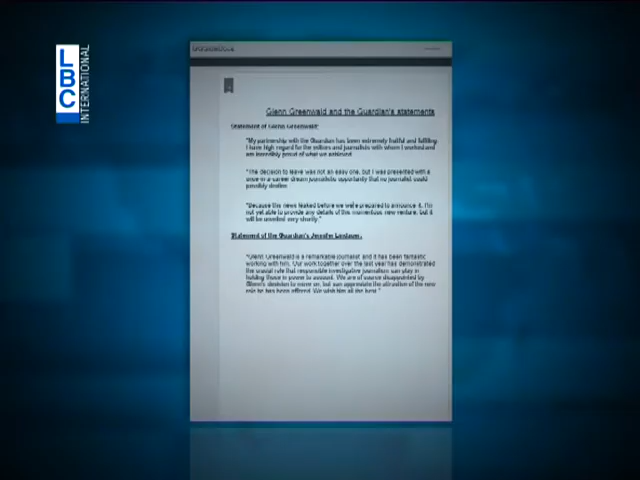 LBC
INTERNATIONAL
Glenn Greenwald and the Guardian's statements
Statement of Glenn Greenwald:
"My partnership with the Guardian has been extremely fruitful and fulfilling.
I have high regard for the editors and journalists with whom I worked and
am incredibly proud of what we achieved.
"The decision to leave was not an easy one, but I was presented with a
once-in-a-career dream journalistic opportunity that no journalist could
possibly decline.
"Because this news leaked before we were prepared to announce it, I'm
not yet able to provide any details of this momentous new venture, but it
will be unveiled very shortly."
Statement of the Guardian's Jennifer
"Glenn Greenwald is a remarkable journalist and it has been fantastic
working with him. Our work together over the last year has demonstrated
the crucial role that responsible investigative journalism can play in
holding those in power to account. We are of course disappointed by
Glenn's decision to move on, but can appreciate the attraction of the new
role he has been offered. We wish him all the best."